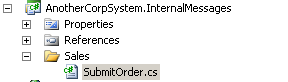 AnotherCorpSystem.InternalMessages
Properties
References
Sales
SubmitOrder.cs